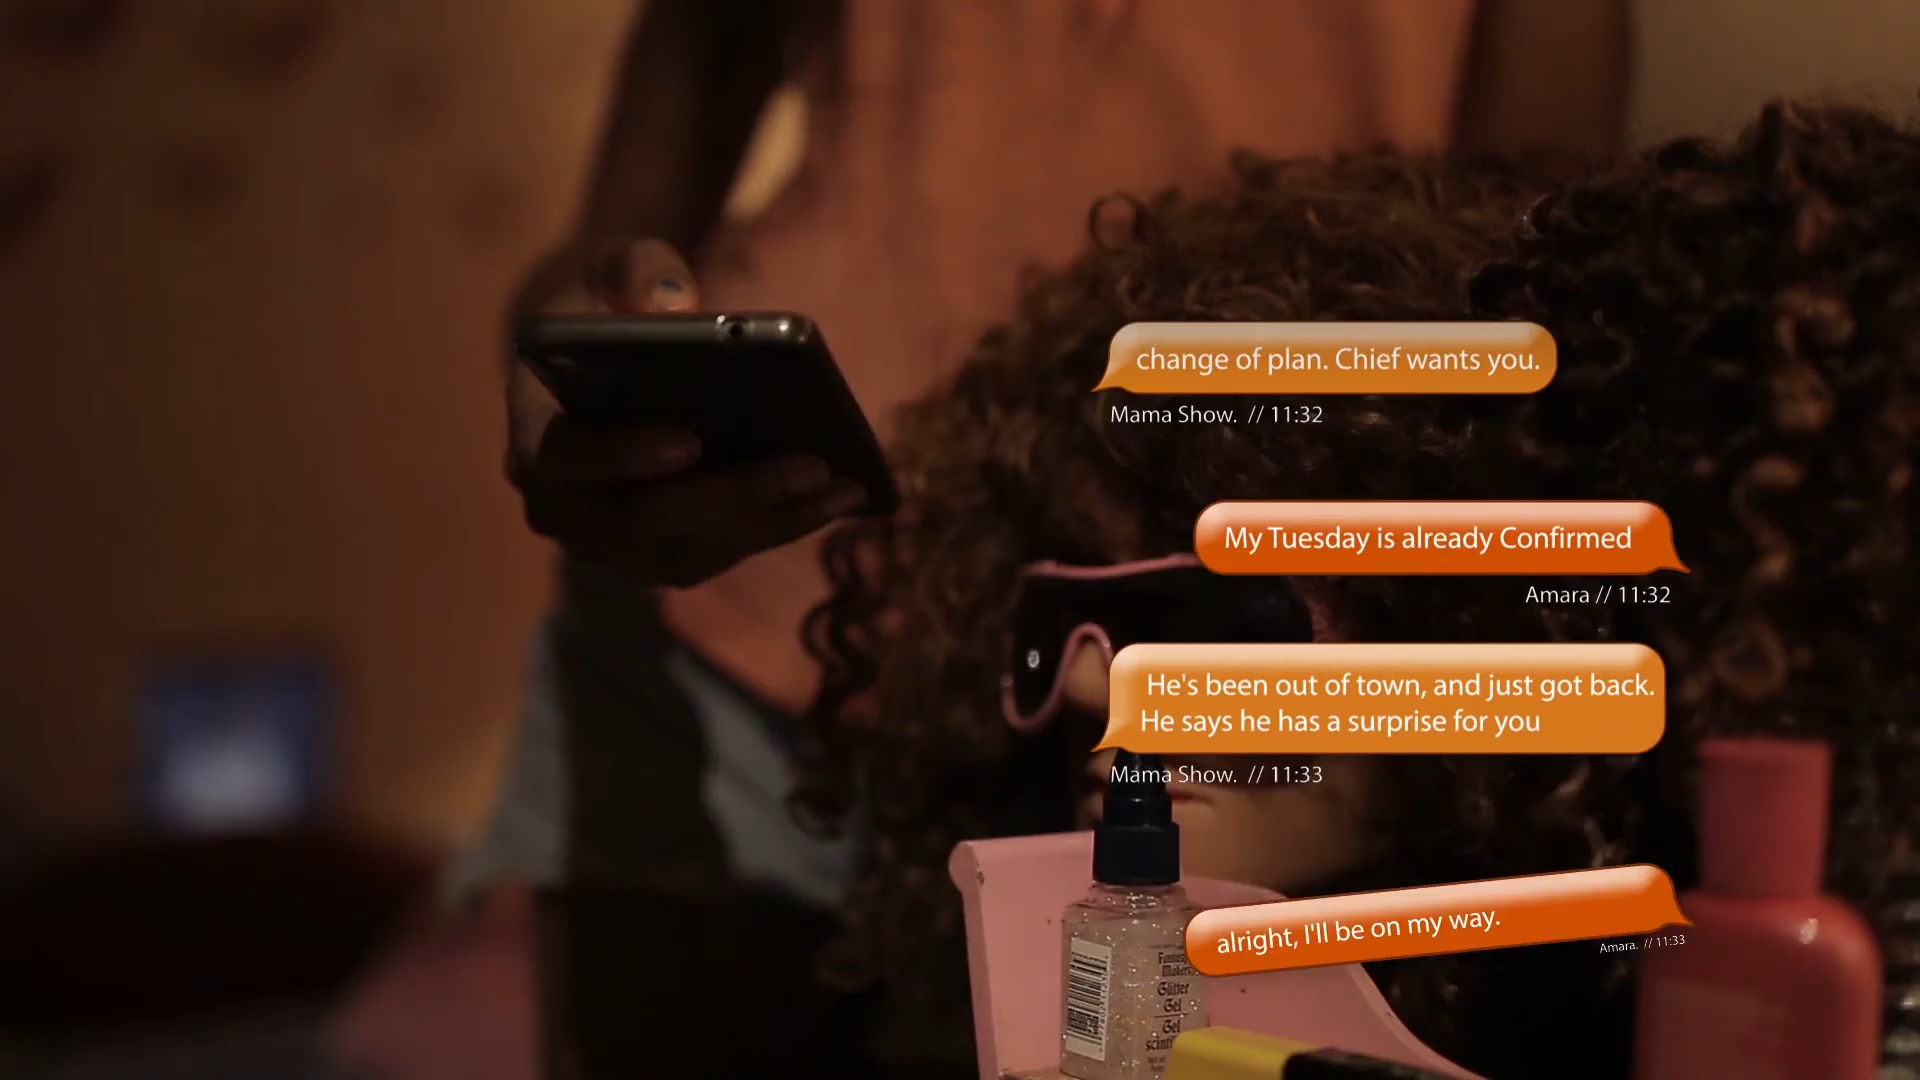 change of plan. Chief wants you.
Mama Show. // 11:32
My Tuesday is already Confirmed
Amara // 11:32
He's been out of town, and just got back.
He says he has a surprise for you
Mama Show. // 11:33
alright, I'll be on my way.
Amara. // 11:33
Fantasy
Makers
Glitter
Gel
Gel